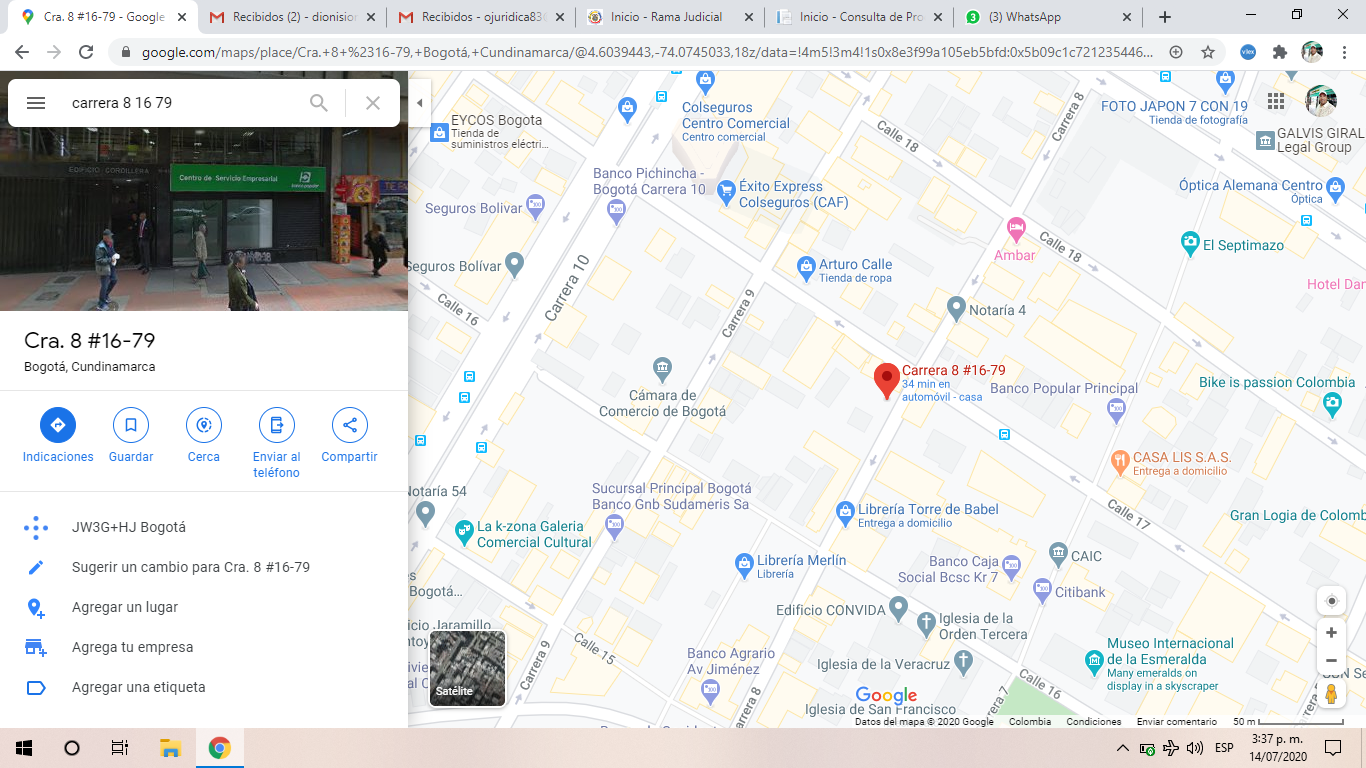 Cra. 8 #16-79 - Google
Recibidos (2) - dionision
Recibidos - ojuridica83@
Inicio - Rama Judicial
Inicio - Consulta de Pro
(3) WhatsApp
google.com/maps/place/Cra.+8+%2316-79,+Bogotá,+Cundinamarca/@4.6039443,-74.0745033,18z/data=!4m5!3m4!1s0x8e3f99a105eb5bfd:0x5b09c1c721235446...
vlex
carrera 8 16 79
EDIFICIO CORDILLERA
Centro de Servicio Empresarial
banco popular
Cra. 8 #16-79
Bogotá, Cundinamarca
Indicaciones
Guardar
Cerca
Enviar al
teléfono
Compartir
JW3G+HJ Bogotá
Sugerir un cambio para Cra. 8 #16-79
Agregar un lugar
Agrega tu empresa
Agregar una etiqueta
EYCOS Bogota
Tienda de
suministros eléctri...
Colseguros
Centro Comercial
Centro comercial
Calle 18
Carrera 8
FOTO JAPON 7 CON 19
Tienda de fotografía
GALVIS GIRAL
Legal Group
Banco Pichincha -
Bogotá Carrera 10
Éxito Express
Colseguros (CAF)
Óptica Alemana Centro
Óptica
Seguros Bolivar
Ambar
Calle 18
El Septimazo
Seguros Bolívar
Carrera 10
Arturo Calle
Tienda de ropa
Hotel Dan
Calle 16
Carrera 9
Notaría 4
Cámara de
Comercio de Bogotá
Carrera 8 #16-79
34 min en
automóvil - casa
Banco Popular Principal
Bike is passion Colombia
CASA LIS S.A.S.
Entrega a domicilio
Notaría 54
Sucursal Principal Bogotá
Banco Gnb Sudameris Sa
La k-zona Galeria
Comercial Cultural
Librería Torre de Babel
Entrega a domicilio
Calle 17
Gran Logia de Colomb
Librería Merlín
Librería
Banco Caja
Social Bcsc Kr 7
CAIC
Citibank
es
Bogotá...
Edificio CONVIDA
Iglesia de la
Orden Tercera
icio Jaramillo
Calle 15
Carrera 9
Banco Agrario
Av Jiménez
Iglesia de la Veracruz
Museo Internacional
de la Esmeralda
Many emeralds on
display in a skyscraper
Calle 16
Carrera 7
Carrera 8
Iglesia de San Francisco
Satélite
Google
Datos del mapa © 2020 Google
Colombia
Condiciones
Enviar comentario
50 m
ESP
3:37 p. m.
14/07/2020